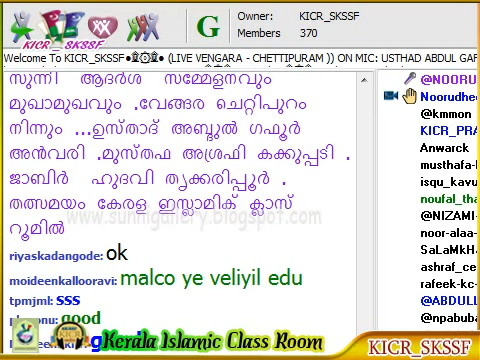 KICR_SKSSF
G
Owner: KICR_SKSSF
Members 370
Welcome To KICR_SKSSF (LIVE VENGARA - CHETTIPURAM )) ON MIC: USTHAD ABDUL GAF
സുന്നി ആദർശ സമ്മേളനവും
മുഖാമുഖവും .വേങ്ങര ചെറ്റിപുറം
നിന്നും ...ഉസ്താദ് അബ്ദുൽ ഗഫൂർ
അൻവരി .മുസ്തഫ അശ്രഫി കക്കുപ്പടി .
ജാബിർ ഹുദവി തൃക്കരിപ്പൂർ .
തത്സമയം കേരള ഇസ്ലാമിക് ക്ലാസ്
റൂമിൽ
www.sunnigallery.blogspot.com
riyaskadangode: ok
moideenkallooravi: malco ye veliyil edu
tpmjml: sss
good
@NOORU
Noorudhee
@kmmon
KICR_PRA
Anwarck
musthafa-
isqu_kavu
noufal_tha
@NIZAMI-
noor-alaa-
SaLaMkH
ashraf_ce
rafeek-kc-
@ABDULL
@npabuba
Kerala Islamic Class Room
KICR_SKSSF